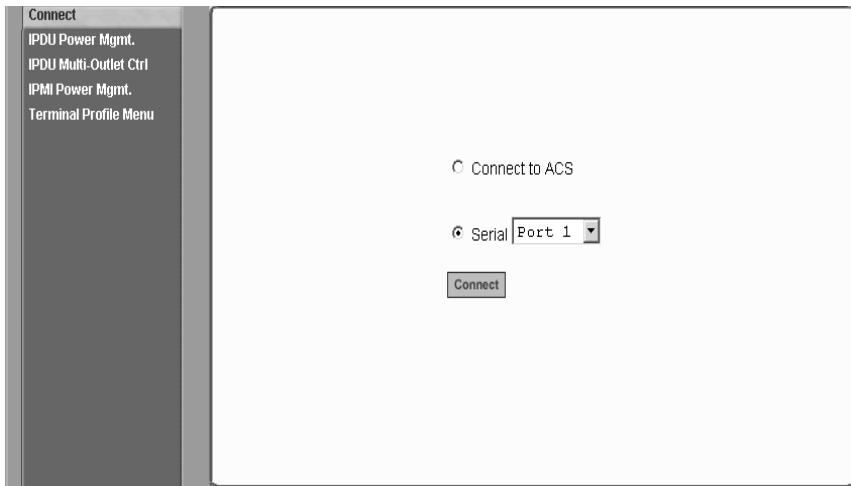 Connect
IPDU Power Mgmt.
IPDU Multi-Outlet Ctrl
IPMI Power Mgmt.
Terminal Profile Menu
Connect to ACS
Serial Port 1
Connect